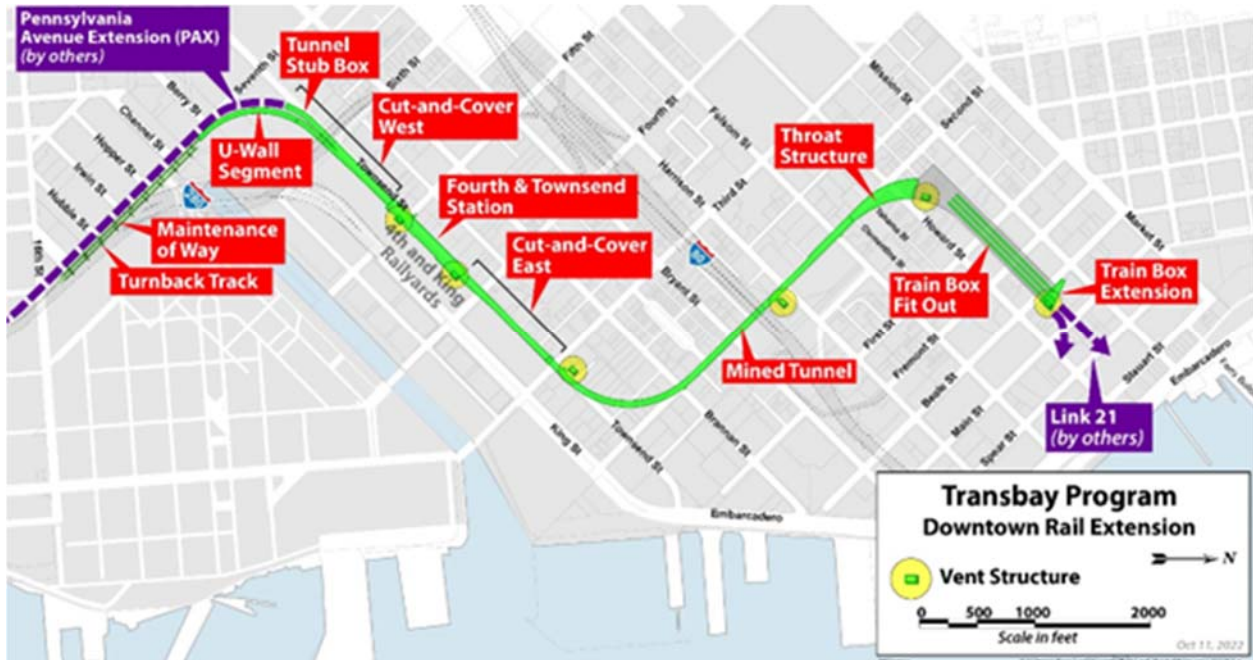 Pennsylvania
Avenue Extension (PAX)
(by others)
Tunnel
Stub Box
Cut-and-Cover
West
U-Wall
Segment
Fourth & Townsend
Station
Cut-and-Cover
East
Maintenance
of Way
Turnback Track
4th and King
Railyards
Throat
Structure
Train Box
Fit Out
Train Box
Extension
Mined Tunnel
Link 21
(by others)
Seventh St
Berry St
Channel St
Hooper St
Irwin St
Hubble St
16th St
Sixth St
Fifth St
Fourth St
Folsom St
Harrison St
Third St
Bryant St
Mission St
Second St
Howard St
Market St
First St
Fremont St
Beale St
Main St
Spear St
Steuart St
Embarcadero
Townsend St
Brannan St
King St
Townsend St
Embarcadero
280
80
Transbay Program
Downtown Rail Extension
N
Vent Structure
0 500 1000 2000
Scale in feet
Oct 11, 2022